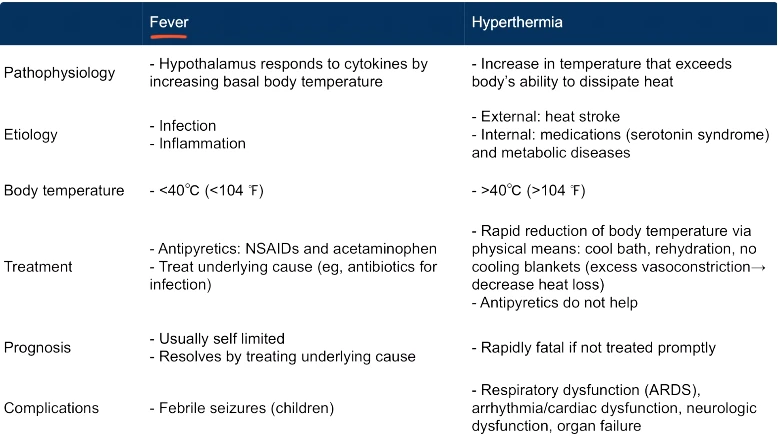 Fever
Hyperthermia
Pathophysiology
- Hypothalamus responds to cytokines by
increasing basal body temperature
- Increase in temperature that exceeds
body's ability to dissipate heat
Etiology
- Infection
- Inflammation
- External: heat stroke
- Internal: medications (serotonin syndrome)
and metabolic diseases
Body temperature
- <40℃ (<104 ℉)
- >40℃ (>104 ℉)
Treatment
- Antipyretics: NSAIDs and acetaminophen
- Treat underlying cause (eg, antibiotics for
infection)
- Rapid reduction of body temperature via
physical means: cool bath, rehydration, no
cooling blankets (excess vasoconstriction→
decrease heat loss)
- Antipyretics do not help
Prognosis
- Usually self limited
- Resolves by treating underlying cause
- Rapidly fatal if not treated promptly
Complications
- Febrile seizures (children)
- Respiratory dysfunction (ARDS),
arrhythmia/cardiac dysfunction, neurologic
dysfunction, organ failure